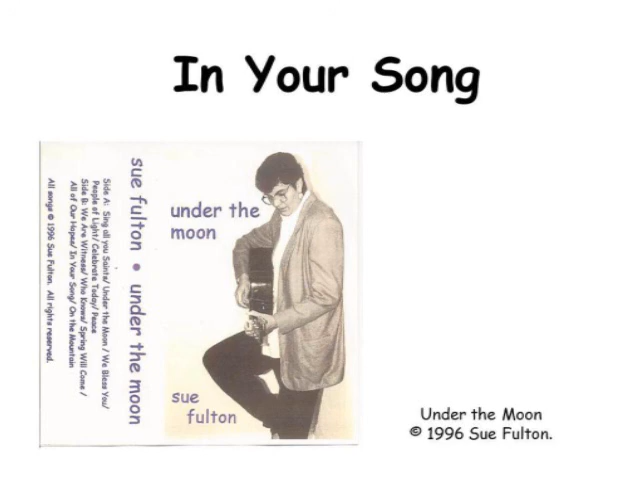 In Your Song
under the
moon
sue
fulton
sue fulton • under the moon
Side A: Sing all you Saints/ Under the Moon / We Bless You/
People of Light/ Celebrate Today/ Peace
Side B: We Are Witness/ Who Knows/ Spring Will Come /
All of Our Hopes/ In Your Song/ On the Mountain
All songs © 1996 Sue Fulton. All rights reserved.
Under the Moon
© 1996 Sue Fulton.